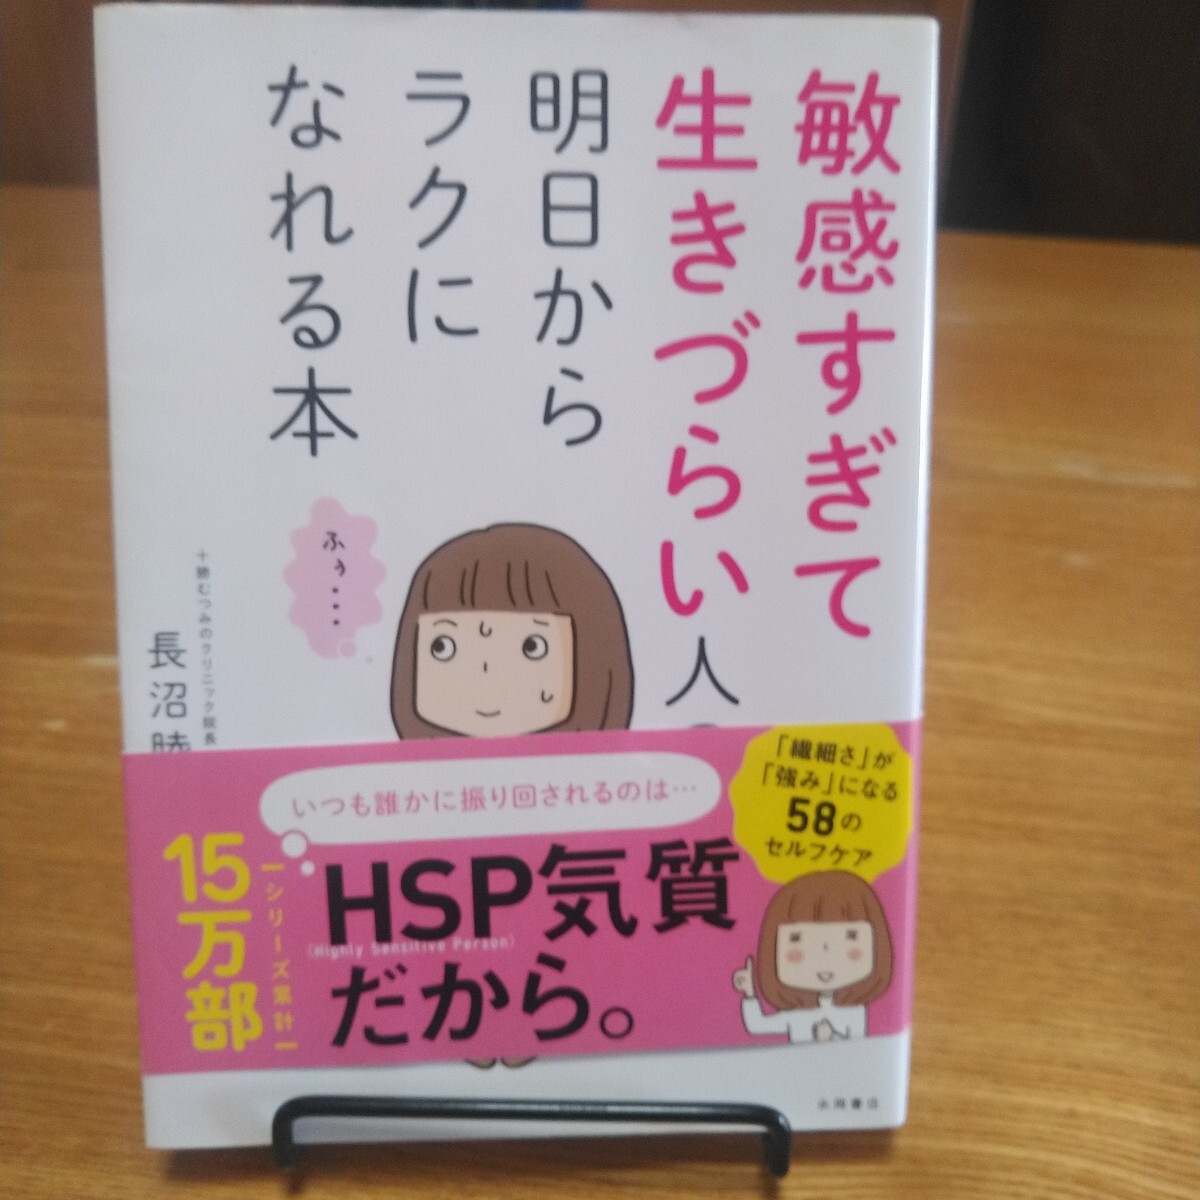 敏感すぎて
生きづらい人
明日から
ラクに
なれる本
ふぅ・・・
十勝むつみのクリニック院長
長沼睦
「繊細さ」が
「強み」になる
58の
セルフケア
いつも誰かに振り回されるのは…
HSP気質
(Highly Sensitive Person)
だから。
シリーズ累計
15万部
永岡書店